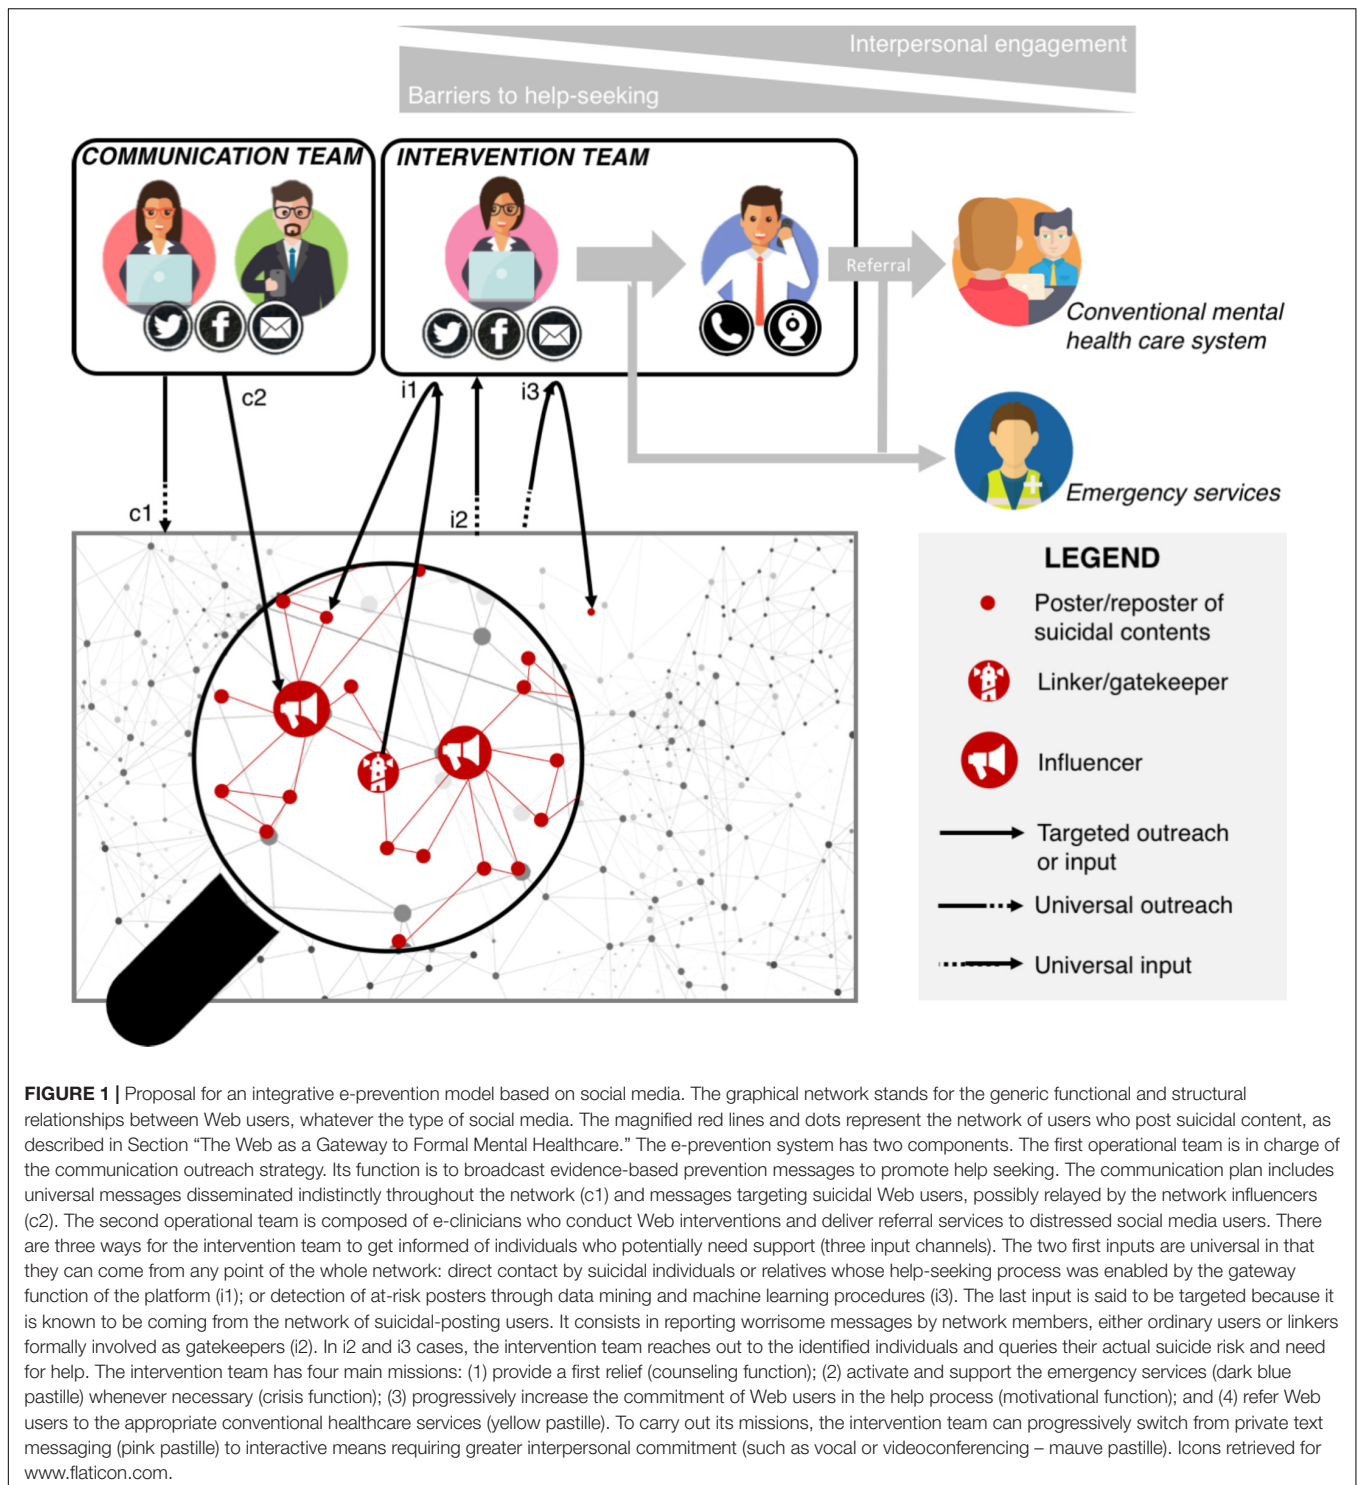 Interpersonal engagement
Barriers to help-seeking
COMMUNICATION TEAM
INTERVENTION TEAM
Referral
Conventional mental
health care system
c2
i1
i3
Emergency services
c1
i2
LEGEND
Poster/reposter of
suicidal contents
Linker/gatekeeper
Influencer
Targeted outreach
or input
Universal outreach
Universal input
FIGURE 1 | Proposal for an integrative e-prevention model based on social media. The graphical network stands for the generic functional and structural
relationships between Web users, whatever the type of social media. The magnified red lines and dots represent the network of users who post suicidal content, as
described in Section “The Web as a Gateway to Formal Mental Healthcare.” The e-prevention system has two components. The first operational team is in charge of
the communication outreach strategy. Its function is to broadcast evidence-based prevention messages to promote help seeking. The communication plan includes
universal messages disseminated indistinctly throughout the network (c1) and messages targeting suicidal Web users, possibly relayed by the network influencers
(c2). The second operational team is composed of e-clinicians who conduct Web interventions and deliver referral services to distressed social media users. There
are three ways for the intervention team to get informed of individuals who potentially need support (three input channels). The two first inputs are universal in that
they can come from any point of the whole network: direct contact by suicidal individuals or relatives whose help-seeking process was enabled by the gateway
function of the platform (i1); or detection of at-risk posters through data mining and machine learning procedures (i3). The last input is said to be targeted because it
is known to be coming from the network of suicidal-posting users. It consists in reporting worrisome messages by network members, either ordinary users or linkers
formally involved as gatekeepers (i2). In i2 and i3 cases, the intervention team reaches out to the identified individuals and queries their actual suicide risk and need
for help. The intervention team has four main missions: (1) provide a first relief (counseling function); (2) activate and support the emergency services (dark blue
pastille) whenever necessary (crisis function); (3) progressively increase the commitment of Web users in the help process (motivational function); and (4) refer Web
users to the appropriate conventional healthcare services (yellow pastille). To carry out its missions, the intervention team can progressively switch from private text
messaging (pink pastille) to interactive means requiring greater interpersonal commitment (such as vocal or videoconferencing – mauve pastille). Icons retrieved for
www.flaticon.com.